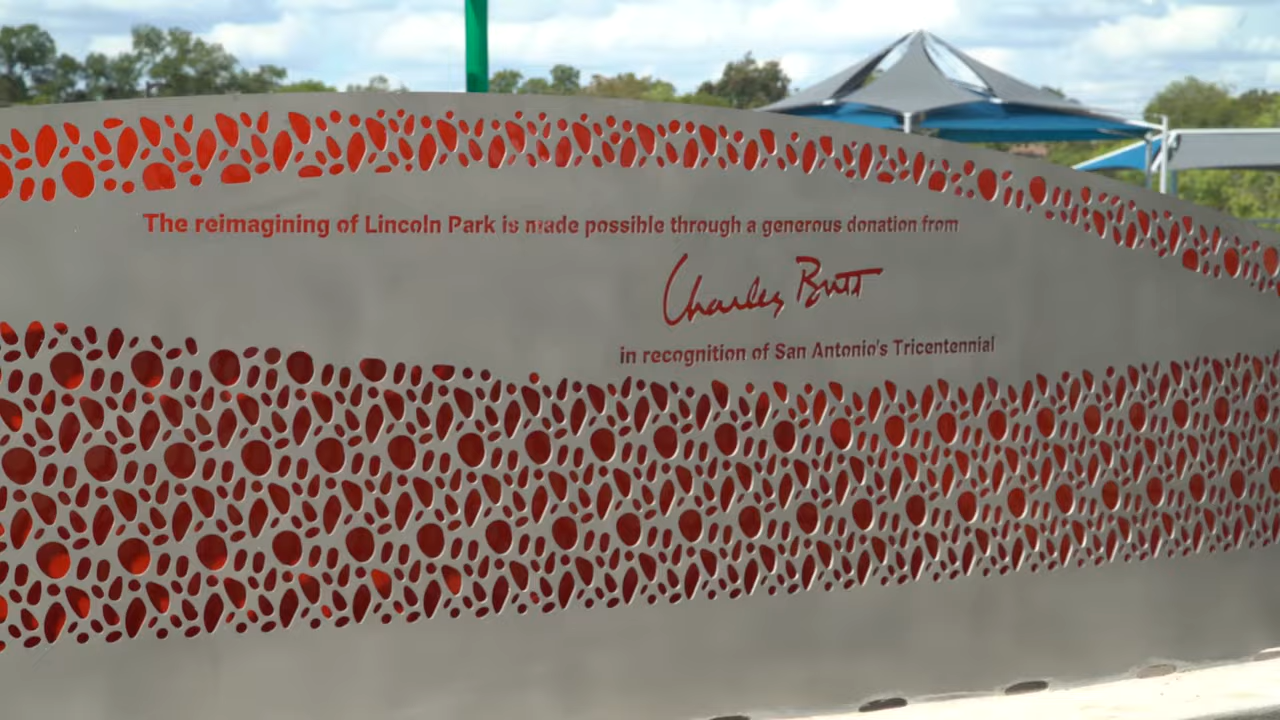 The reimagining of Lincoln Park is made possible through a generous donation from
Charles Butt
in recognition of San Antonio's Tricentennial